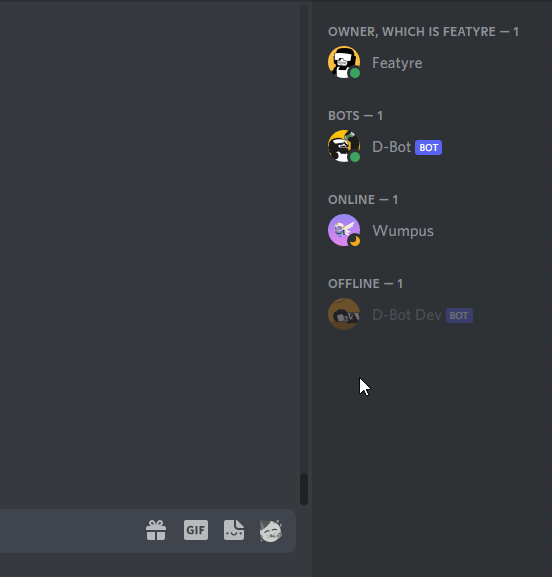 OWNER, WHICH IS FEATYRE — 1
Featyre
BOTS — 1
D-Bot BOT
ONLINE — 1
Wumpus
OFFLINE — 1
D-Bot Dev BOT
GIF